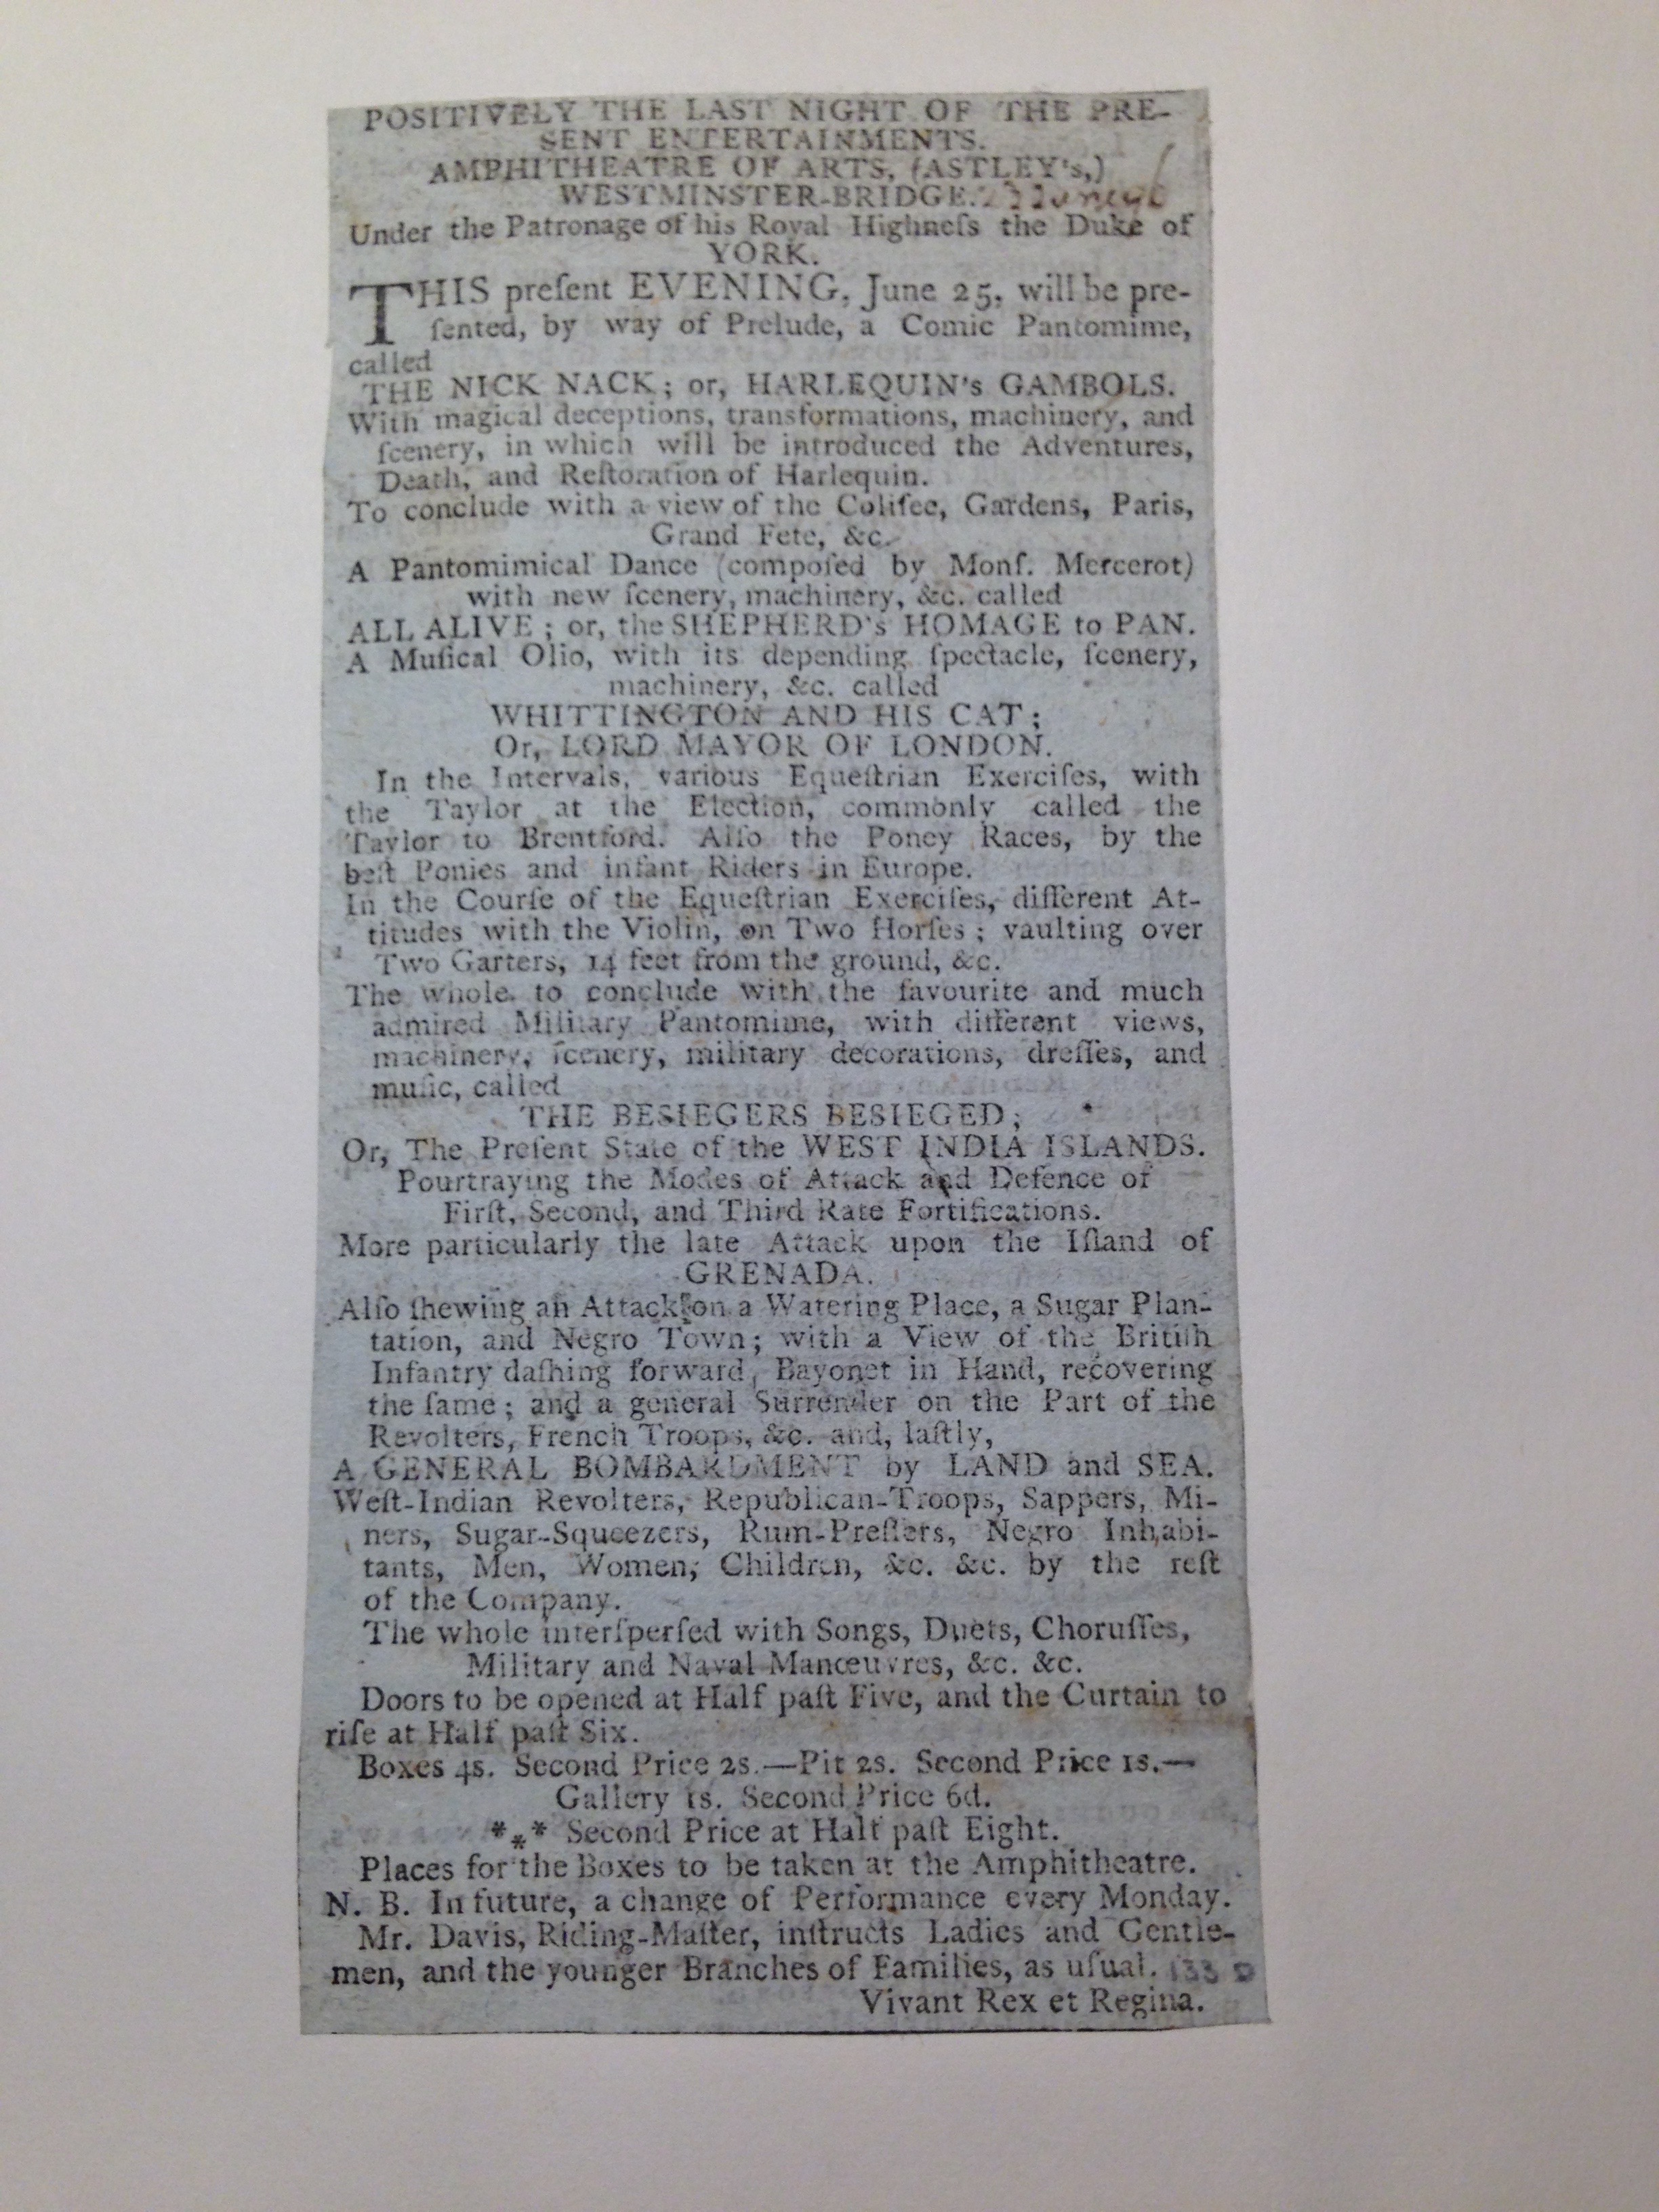 POSITIVELY THE LAST NIGHT OF THE PRE-
SENT ENTERTAINMENTS.
AMPHITHEATRE OF ARTS, (ASTLEY's,)
WESTMINSTER-BRIDGE.
Under the Patronage of his Royal Highneſs the Duke of
YORK.
THIS preſent EVENING, June 25, will be pre-
ſented, by way of Prelude, a Comic Pantomime,
called
THE NICK NACK; or, HARLEQUIN's GAMBOLS.
With magical deceptions, transformations, machinery, and
ſcenery, in which will be introduced the Adventures,
Death, and Reſtoration of Harlequin.
To conclude with a view of the Coliſee, Gardens, Paris,
Grand Fete, &c.
A Pantomimical Dance (compoſed by Monſ. Mercerot)
with new ſcenery, machinery, &c. called
ALL ALIVE; or, the SHEPHERD's HOMAGE to PAN.
A Muſical Olio, with its depending ſpectacle, ſcenery,
machinery, &c. called
WHITTINGTON AND HIS CAT;
Or, LORD MAYOR OF LONDON.
In the Intervals, various Equeſtrian Exerciſes, with
the Taylor at the Election, commonly called the
Taylor to Brentford. Alſo the Poney Races, by the
beſt Ponies and infant Riders in Europe.
In the Courſe of the Equeſtrian Exerciſes, different At-
titudes with the Violin, on Two Horſes; vaulting over
Two Garters, 14 feet from the ground, &c.
The whole to conclude with the favourite and much
admired Military Pantomime, with different views,
machinery, ſcenery, military decorations, dreſſes, and
muſic, called
THE BESIEGERS BESIEGED;
Or, The Preſent State of the WEST INDIA ISLANDS.
Pourtraying the Modes of Attack and Defence of
Firſt, Second, and Third Rate Fortifications.
More particularly the late Attack upon the Iſland of
GRENADA.
Alſo ſhewing an Attack on a Watering Place, a Sugar Plan-
tation, and Negro Town; with a View of the Britiſh
Infantry daſhing forward, Bayonet in Hand, recovering
the ſame; and a general Surrender on the Part of the
Revolters, French Troops, &c. and, laſtly,
A GENERAL BOMBARDMENT by LAND and SEA.
Weſt-Indian Revolters, Republican-Troops, Sappers, Mi-
ners, Sugar-Squeezers, Rum-Preſſers, Negro Inhabi-
tants, Men, Women, Children, &c. &c. by the reſt
of the Company.
The whole interſperſed with Songs, Duets, Choruſſes,
Military and Naval Manœuvres, &c. &c.
Doors to be opened at Half paſt Five, and the Curtain to
riſe at Half paſt Six.
Boxes 4s. Second Price 2s.—Pit 2s. Second Price 1s.—
Gallery 1s. Second Price 6d.
*⁎* Second Price at Half paſt Eight.
Places for the Boxes to be taken at the Amphitheatre.
N. B. In future, a change of Performance every Monday.
Mr. Davis, Riding-Maſter, inſtructs Ladies and Gentle-
men, and the younger Branches of Families, as uſual.
Vivant Rex et Regina.